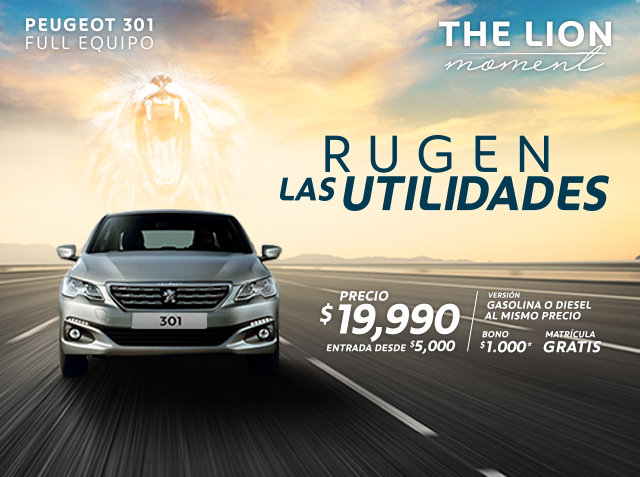 PEUGEOT 301
FULL EQUIPO
THE LION
moment
RUGEN
LAS UTILIDADES
PRECIO
$19,990
ENTRADA DESDE $5,000
VERSIÓN
GASOLINA O DIESEL
AL MISMO PRECIO
BONO
$1.000*
MATRÍCULA
GRATIS
301